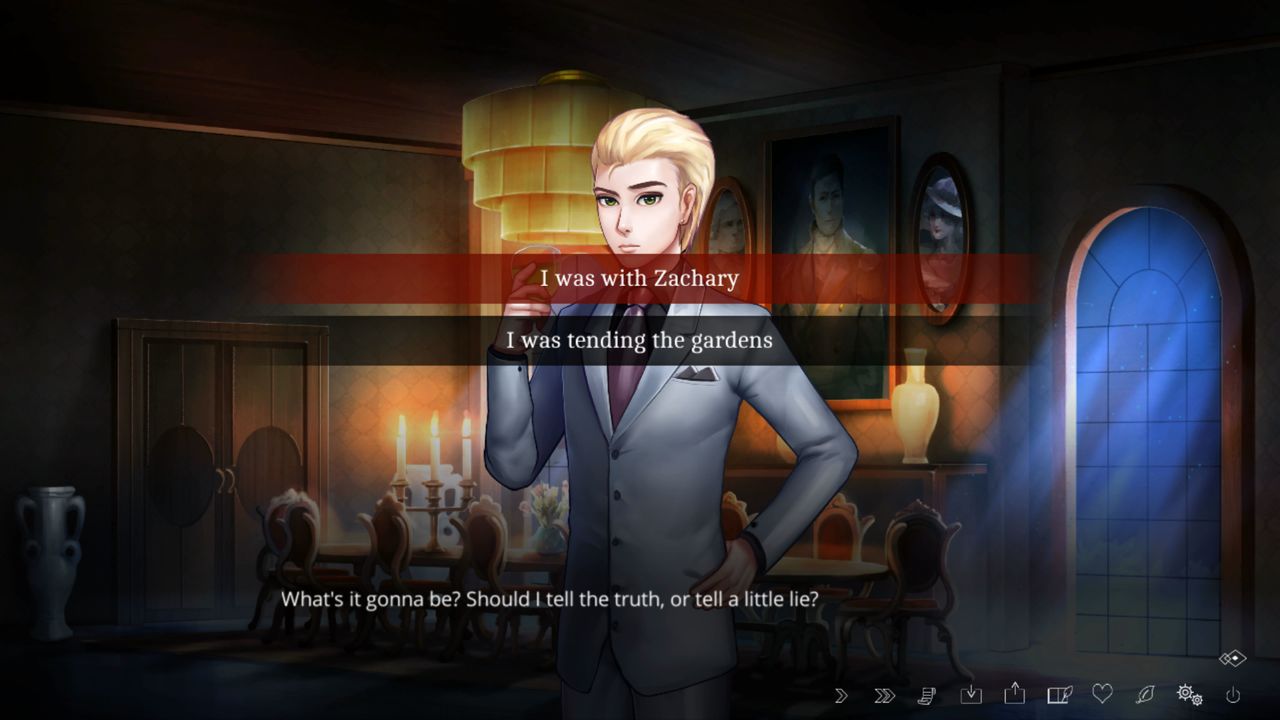 I was with Zachary
I was tending the gardens
What's it gonna be? Should I tell the truth, or tell a little lie?